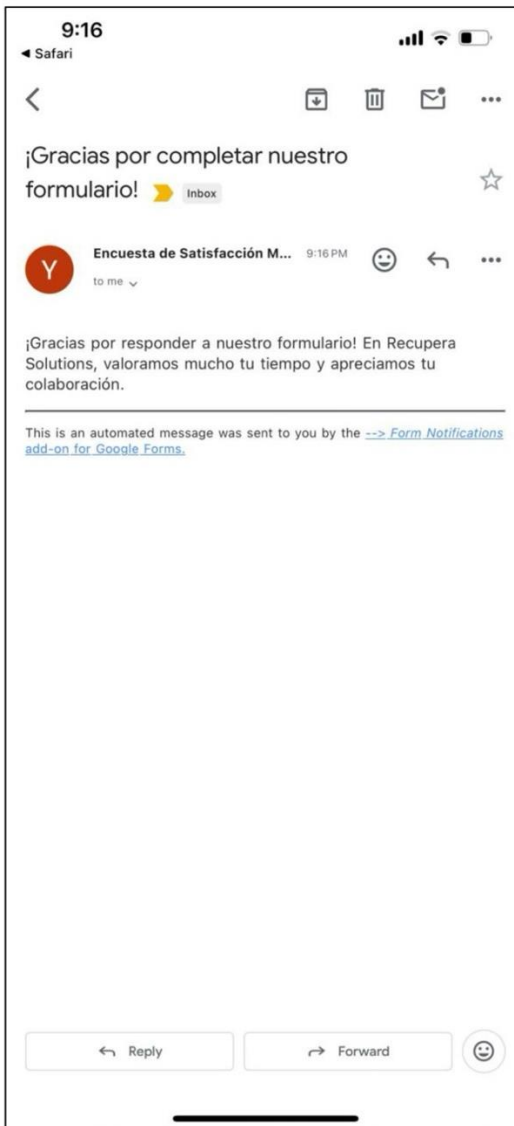 9:16
◀ Safari
¡Gracias por completar nuestro
formulario! Inbox
Y
Encuesta de Satisfacción M... 9:16 PM
to me
¡Gracias por responder a nuestro formulario! En Recupera
Solutions, valoramos mucho tu tiempo y apreciamos tu
colaboración.
This is an automated message was sent to you by the --> Form Notifications
add-on for Google Forms.
Reply
Forward